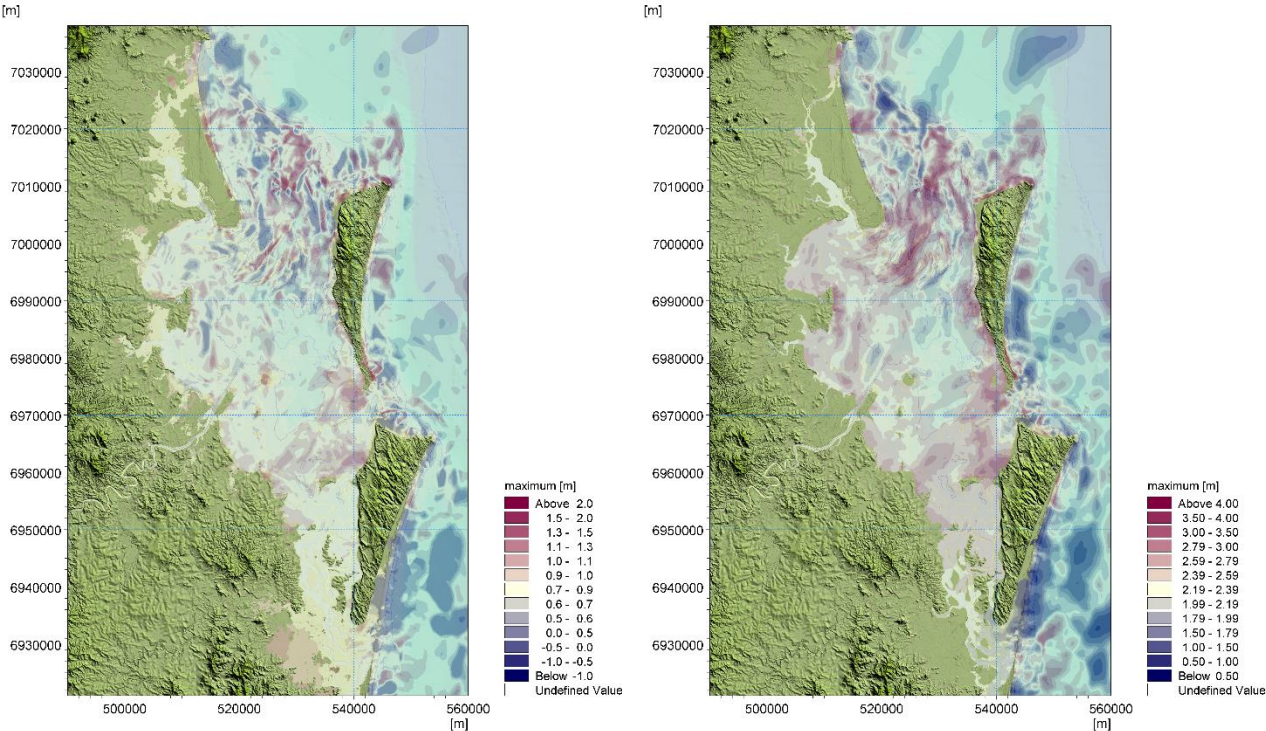 [m]
7030000
7020000
7010000
7000000
6990000
6980000
6970000
6960000
6950000
6940000
6930000
500000 520000 540000 560000
[m]
maximum [m]
Above 2.0
1.5 - 2.0
1.3 - 1.5
1.1 - 1.3
1.0 - 1.1
0.9 - 1.0
0.7 - 0.9
0.6 - 0.7
0.5 - 0.6
0.0 - 0.5
-0.5 - 0.0
-1.0 - -0.5
Below -1.0
Undefined Value
[m]
7030000
7020000
7010000
7000000
6990000
6980000
6970000
6960000
6950000
6940000
6930000
500000 520000 540000 560000
[m]
maximum [m]
Above 4.00
3.50 - 4.00
3.00 - 3.50
2.79 - 3.00
2.59 - 2.79
2.39 - 2.59
2.19 - 2.39
1.99 - 2.19
1.79 - 1.99
1.50 - 1.79
1.00 - 1.50
0.50 - 1.00
Below 0.50
Undefined Value